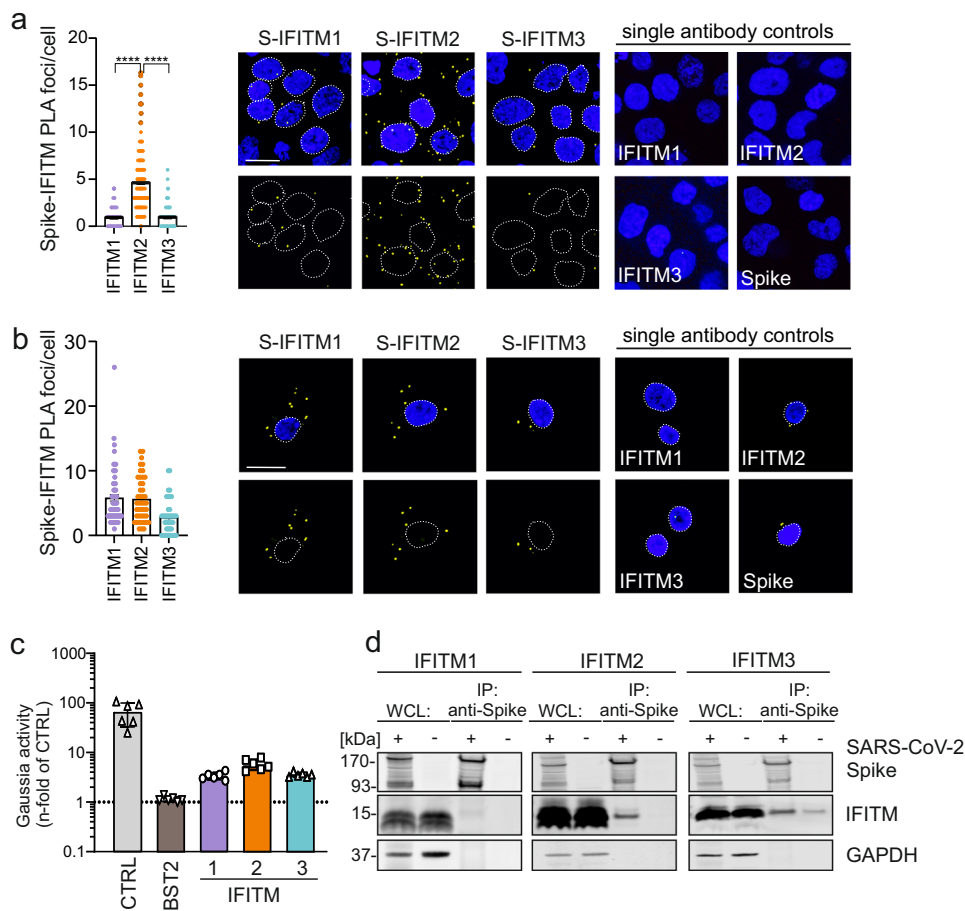 a
Spike-IFITM PLA foci/cell
20
15
10
5
0
**** ****
IFITM1 IFITM2 IFITM3
S-IFITM1 S-IFITM2 S-IFITM3 single antibody controls
IFITM1 IFITM2
IFITM3 Spike
b
Spike-IFITM PLA foci/cell
30
20
10
0
IFITM1 IFITM2 IFITM3
S-IFITM1 S-IFITM2 S-IFITM3 single antibody controls
IFITM1 IFITM2
IFITM3 Spike
c
Gaussia activity
(n-fold of CTRL)
1000
100
10
1
0.1
CTRL BST2 1 2 3
IFITM
d
IFITM1 IFITM2 IFITM3
IP: IP: IP:
WCL: anti-Spike WCL: anti-Spike WCL: anti-Spike
[kDa] + - + - + - + - + - + -
170-
93-
SARS-CoV-2
Spike
15-
IFITM
37-
GAPDH